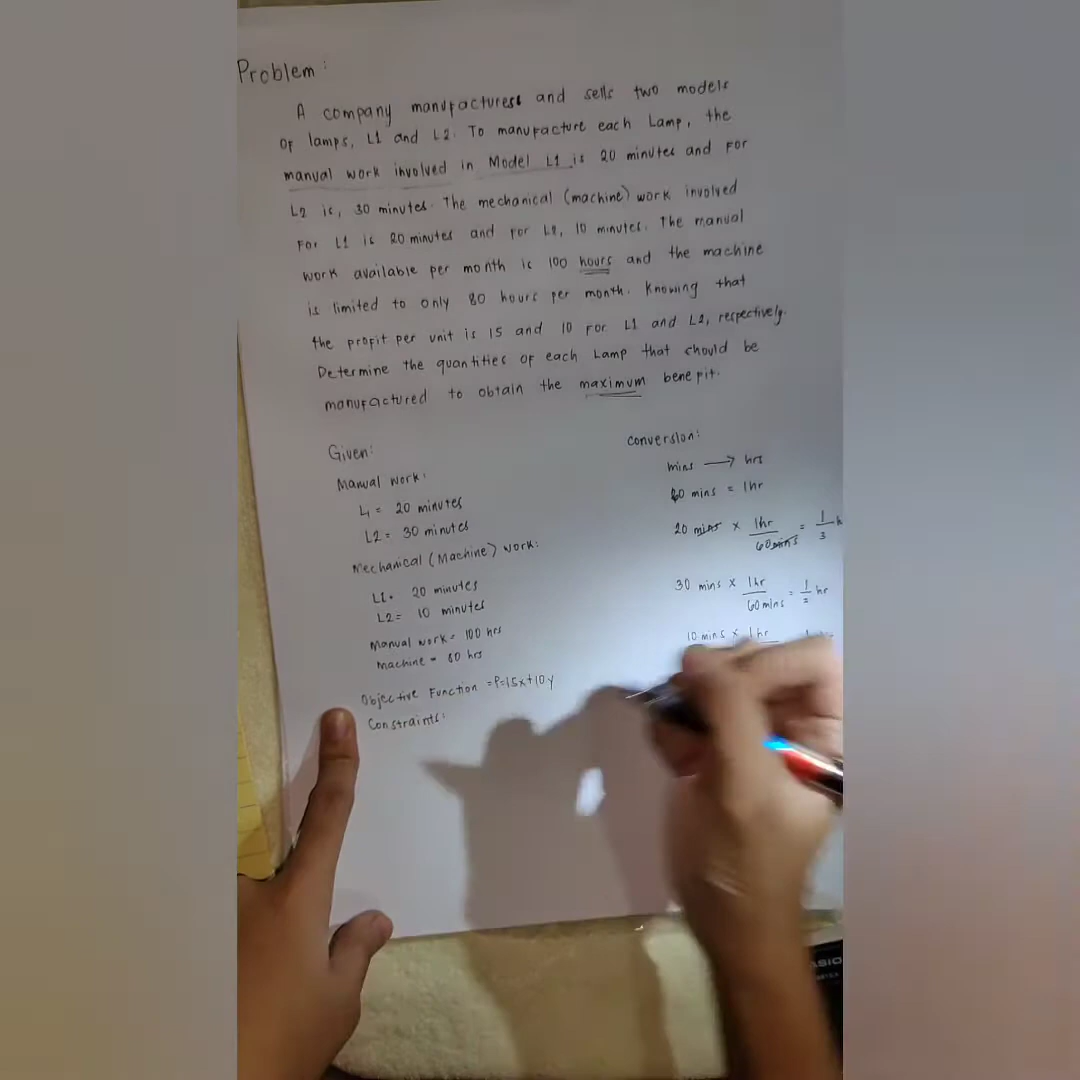 Problem:
A company manufactures and sells two models
of lamps, L1 and L2. To manufacture each Lamp, the
manual work involved in Model L1 is 20 minutes and for
L2 is, 30 minutes. The mechanical (machine) work involved
For L1 is 20 minutes and for L2, 10 minutes. The manual
work available per month is 100 hours and the machine
is limited to only 80 hours per month. Knowing that
the profit per unit is 15 and 10 for L1 and L2, respectively.
Determine the quantities of each Lamp that should be
manufactured to obtain the maximum benefit.
Given:
Manual work:
L1 = 20 minutes
L2 = 30 minutes
Mechanical (Machine) work:
L1 = 20 minutes
L2 = 10 minutes
Manual work = 100 hrs
Machine = 80 hrs
Objective Function = P=15x+10y
Constraints:
Conversion:
mins → hrs
60 mins = 1hr
20 mins × 1hr/60mins = 1/3 h
30 mins × 1hr/60mins = 1/2 hr
10 mins × 1hr
ASIO